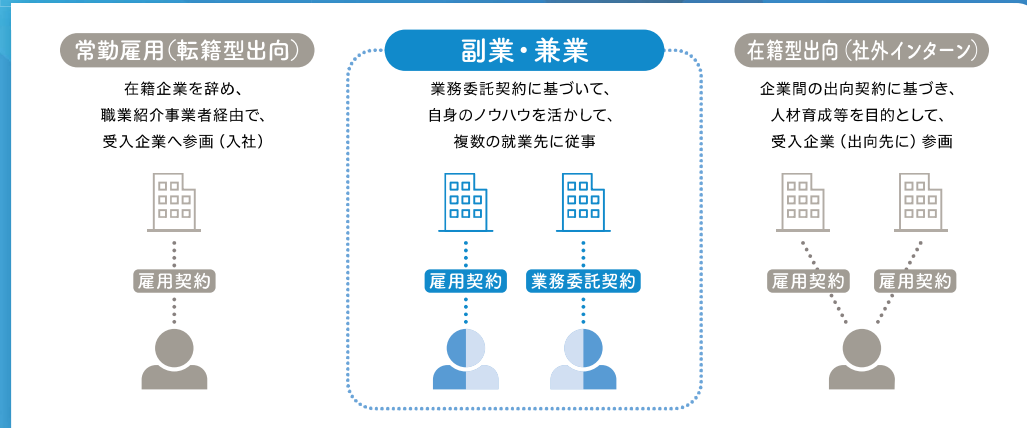 常勤雇用(転籍型出向)
在籍企業を辞め、
職業紹介事業者経由で、
受入企業へ参画(入社)
雇用契約
副業・兼業
業務委託契約に基づいて、
自身のノウハウを活かして、
複数の就業先に従事
雇用契約
業務委託契約
在籍型出向(社外インターン)
企業間の出向契約に基づき、
人材育成等を目的として、
受入企業(出向先に)参画
雇用契約
雇用契約